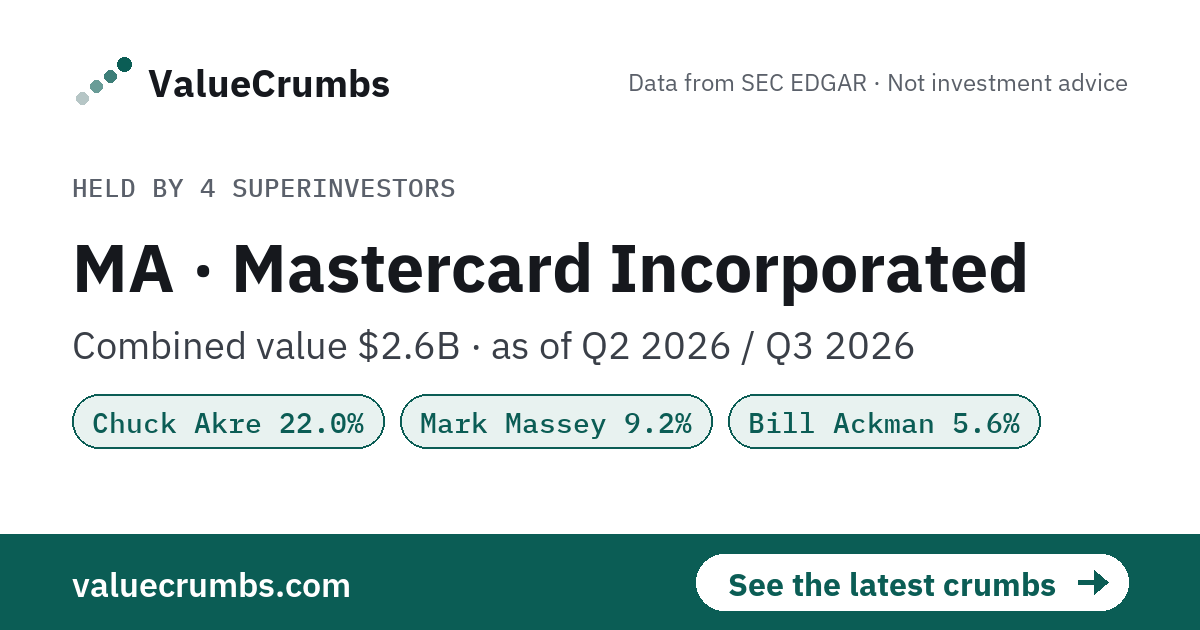 ValueCrumbs
Data from SEC EDGAR · Not investment advice
HELD BY 4 SUPERINVESTORS
MA · Mastercard Incorporated
Combined value $2.6B · as of Q2 2026 / Q3 2026
Chuck Akre 22.0%
Mark Massey 9.2%
Bill Ackman 5.6%
valuecrumbs.com
See the latest crumbs